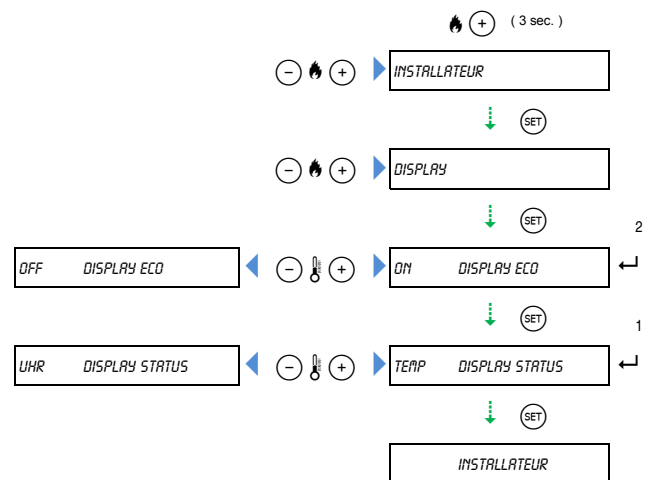 + ( 3 sec. )
- + INSTALLATEUR
SET
- + DISPLAY
SET
2
OFF DISPLAY ECO - + ON DISPLAY ECO
SET
1
UHR DISPLAY STATUS - + TEMP DISPLAY STATUS
SET
INSTALLATEUR